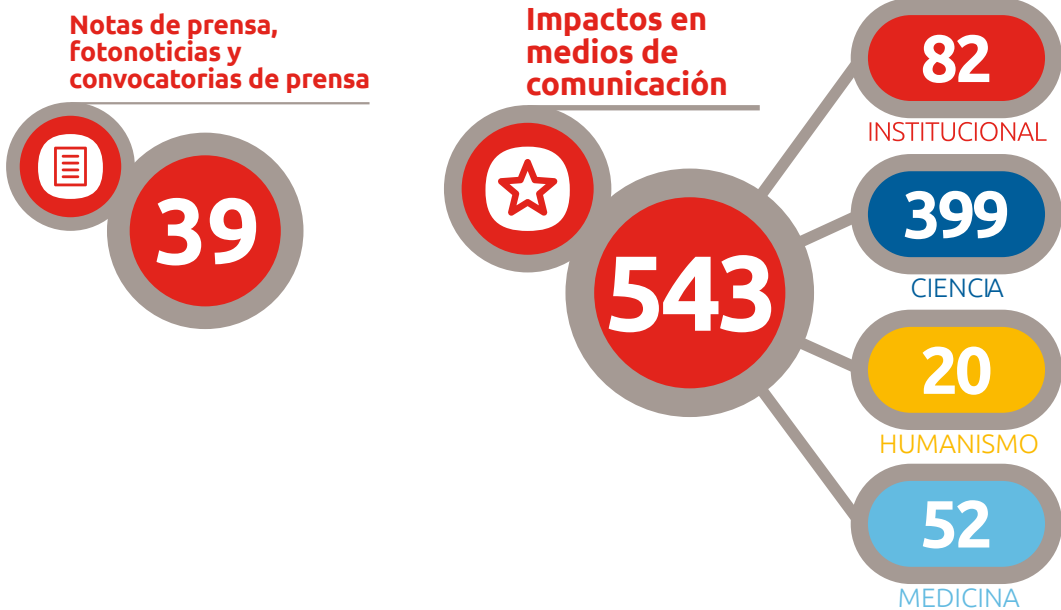 Notas de prensa,
fotonoticias y
convocatorias de prensa
39
Impactos en
medios de
comunicación
543
82
INSTITUCIONAL
399
CIENCIA
20
HUMANISMO
52
MEDICINA